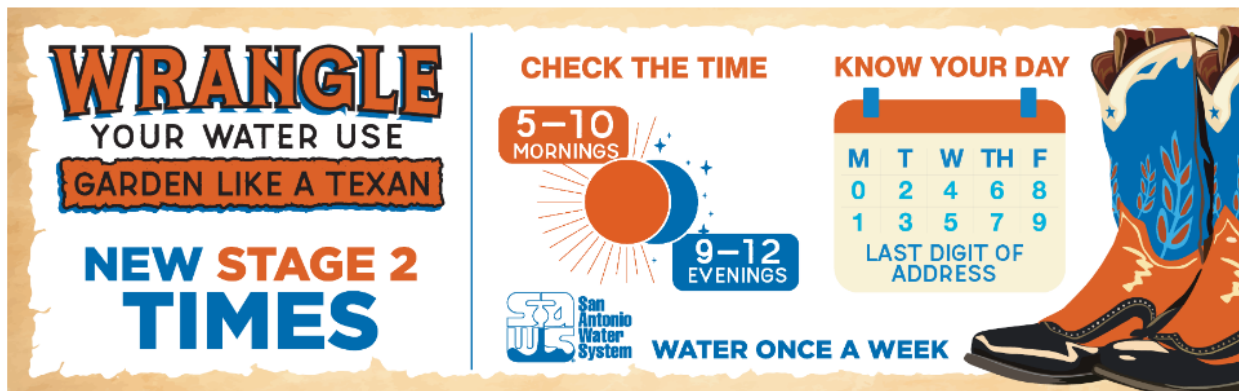 WRANGLE
YOUR WATER USE
GARDEN LIKE A TEXAN
NEW STAGE 2
TIMES
CHECK THE TIME
5–10
MORNINGS
9–12
EVENINGS
SAWS
San
Antonio
Water
System
KNOW YOUR DAY
M T W TH F
0 2 4 6 8
1 3 5 7 9
LAST DIGIT OF
ADDRESS
WATER ONCE A WEEK